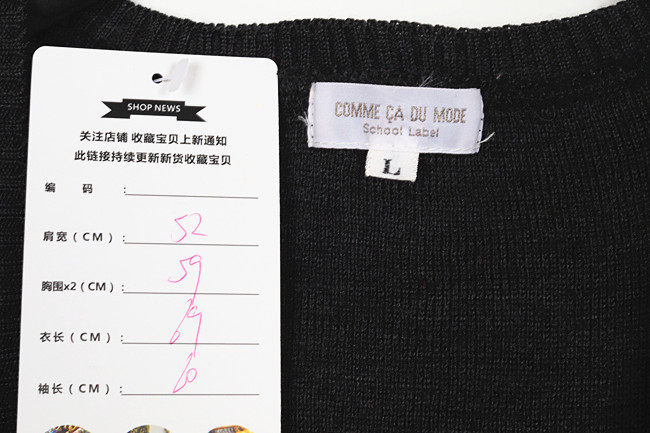 SHOP NEWS
关注店铺 收藏宝贝上新通知
此链接持续更新新货收藏宝贝
编 码 :
肩宽(CM): 52
胸围x2(CM): 59
衣长(CM):
袖长(CM): 60
COMME ÇA DU MODE
School Label
L